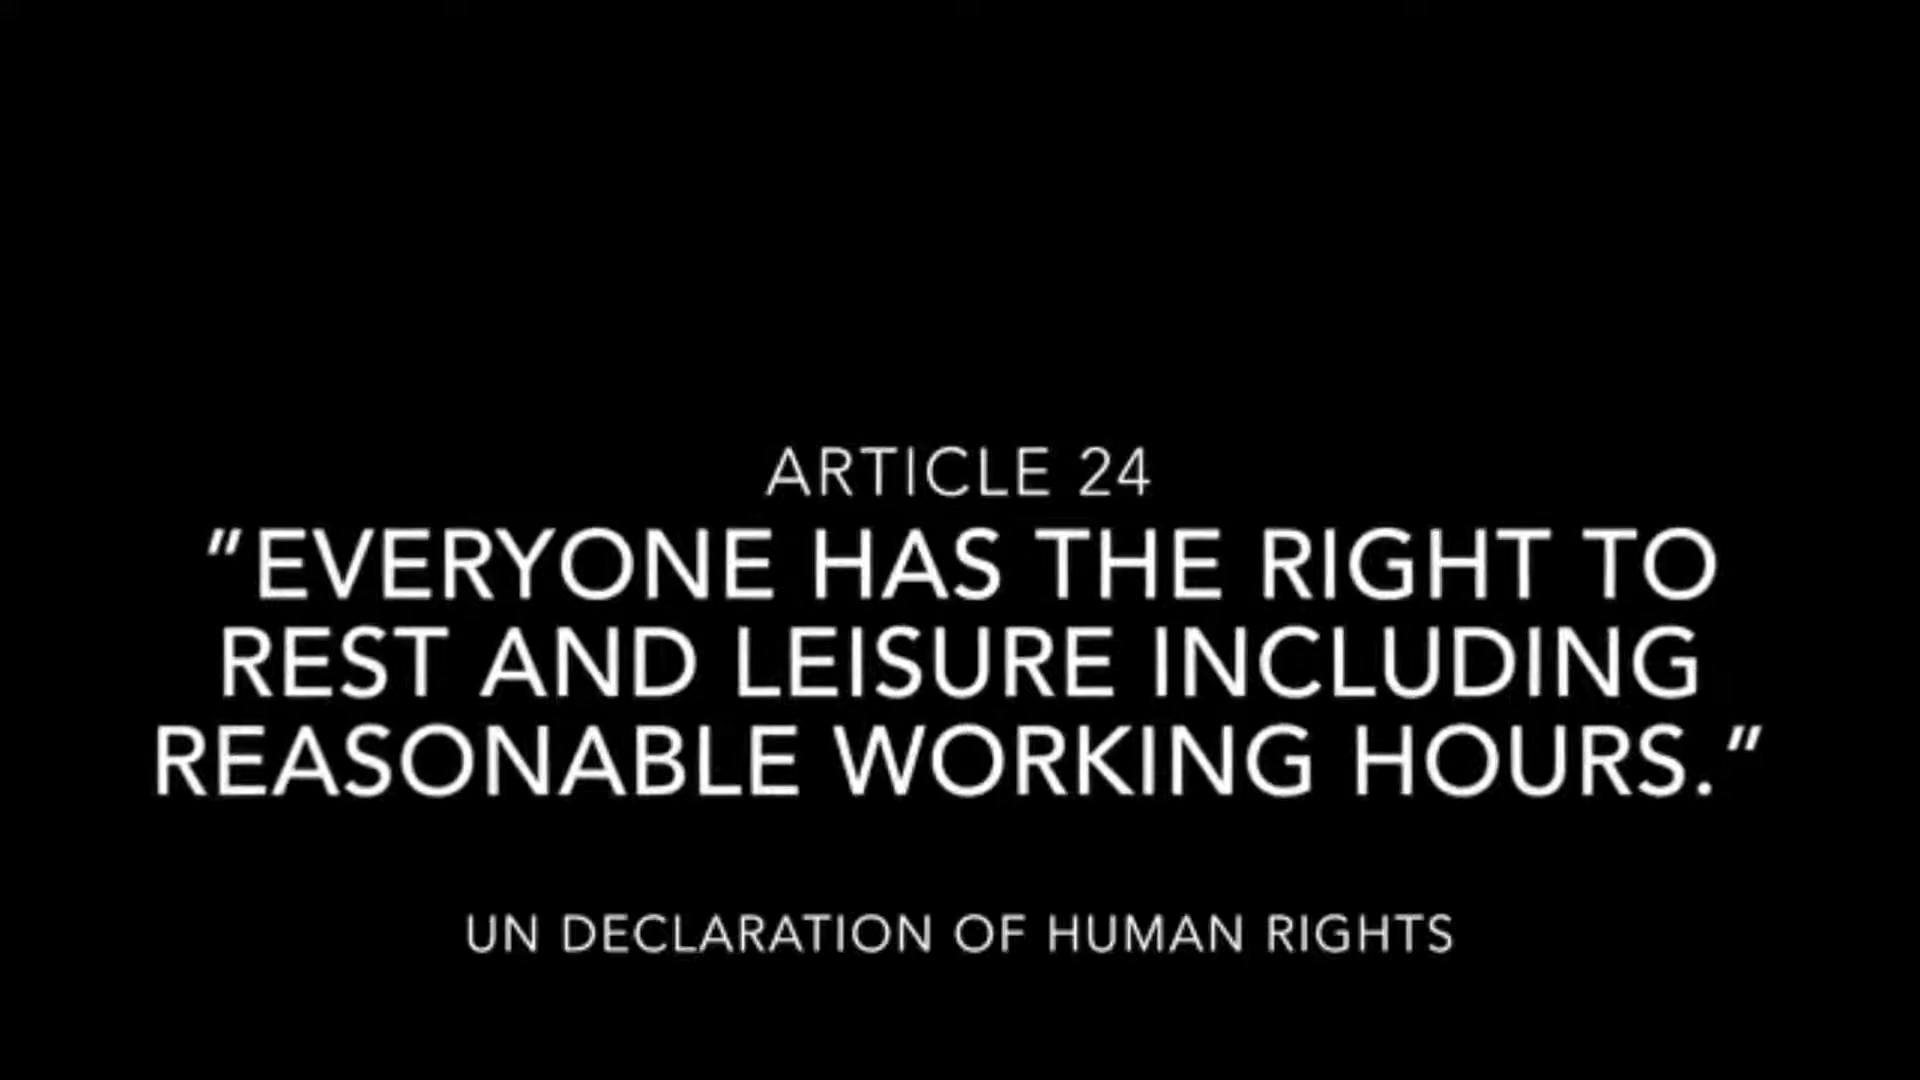 ARTICLE 24
"EVERYONE HAS THE RIGHT TO
REST AND LEISURE INCLUDING
REASONABLE WORKING HOURS."
UN DECLARATION OF HUMAN RIGHTS